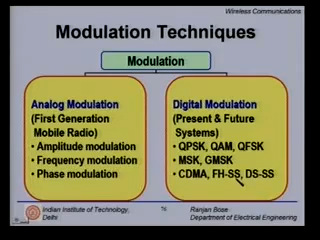 Wireless Communications
Modulation Techniques
Modulation
Analog Modulation
(First Generation
Mobile Radio)
• Amplitude modulation
• Frequency modulation
• Phase modulation
Digital Modulation
(Present & Future
Systems)
• QPSK, QAM, QFSK
• MSK, GMSK
• CDMA, FH-SS, DS-SS
Indian Institute of Technology,
Delhi
Ranjan Bose
Department of Electrical Engineering